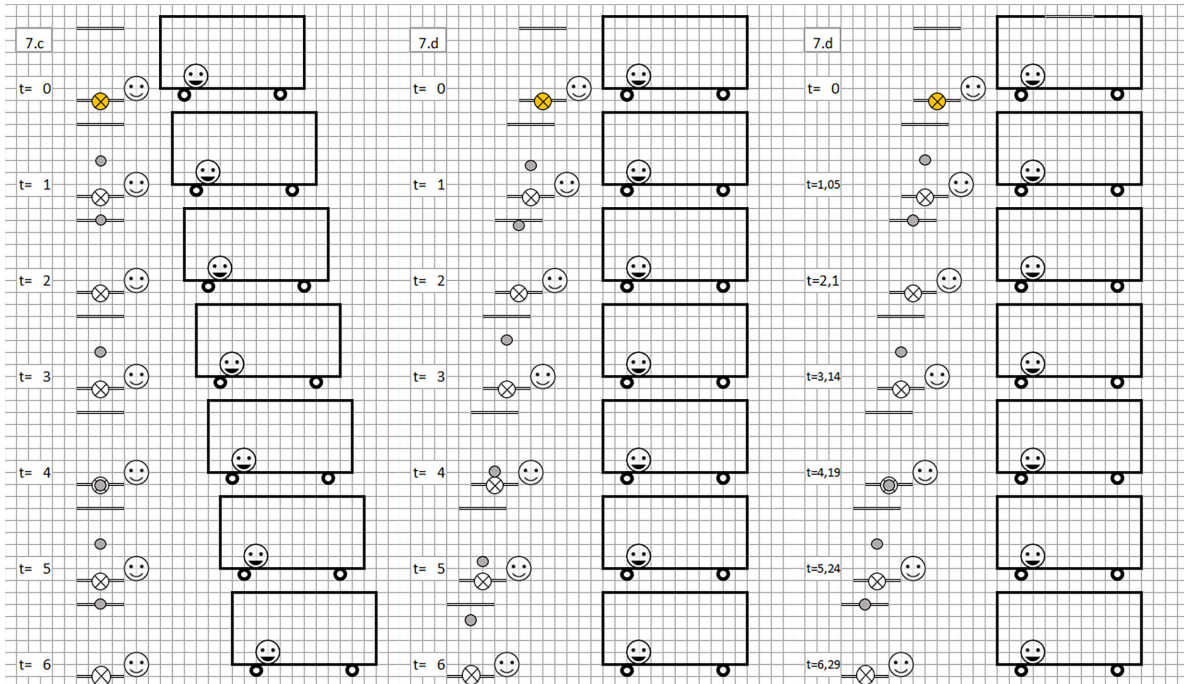 7.c
t= 0
t= 1
t= 2
t= 3
t= 4
t= 5
t= 6
7.d
t= 0
t= 1
t= 2
t= 3
t= 4
t= 5
t= 6
7.d
t= 0
t=1,05
t=2,1
t=3,14
t=4,19
t=5,24
t=6,29